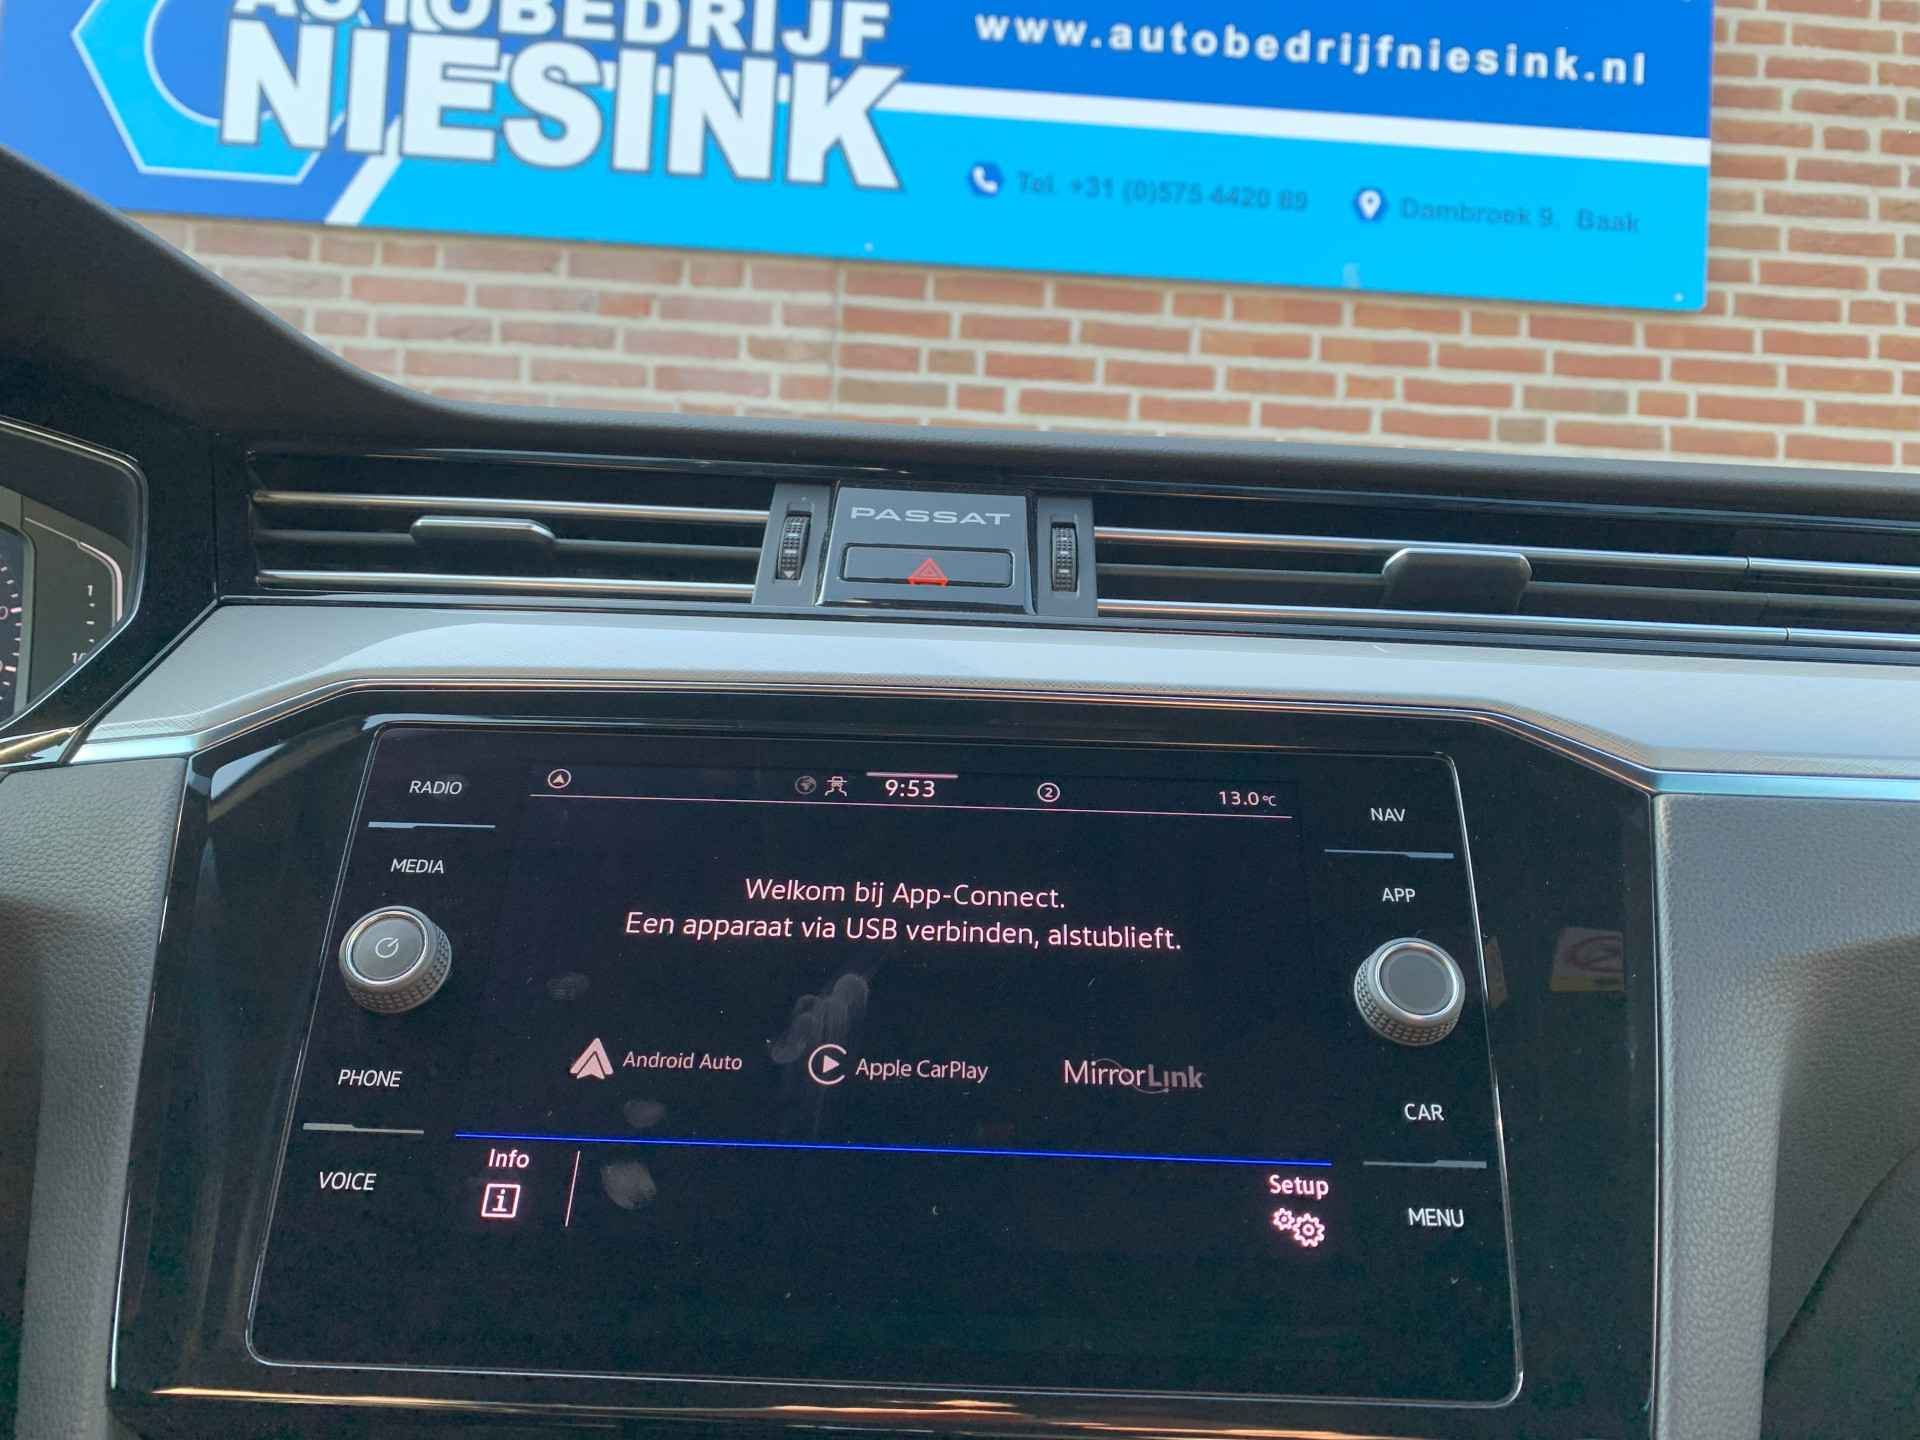 AUTOBEDRIJF
NIESINK
www.autobedrijfniesink.nl
Tel. +31 (0)575 4420 89
Dambroek 9, Baak
PASSAT
1
RADIO
MEDIA
PHONE
VOICE
9:53
2
13.0°C
Welkom bij App-Connect.
Een apparaat via USB verbinden, alstublieft.
Android Auto
Apple CarPlay
MirrorLink
Info
i
Setup
NAV
APP
CAR
MENU